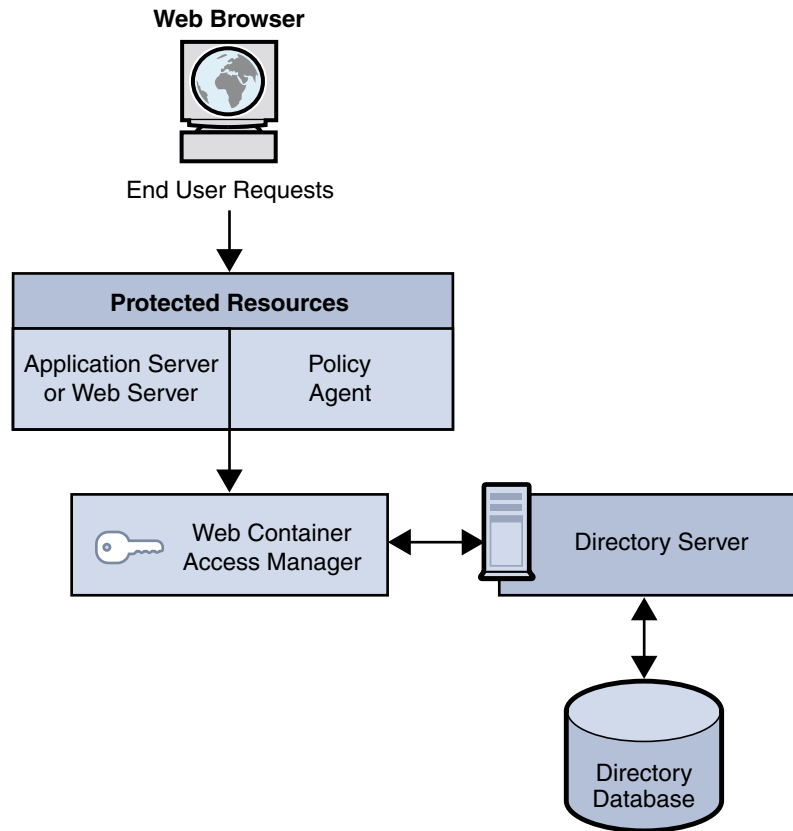 Web Browser
End User Requests
Protected Resources
Application Server
or Web Server
Policy
Agent
Web Container
Access Manager
Directory Server
Directory
Database